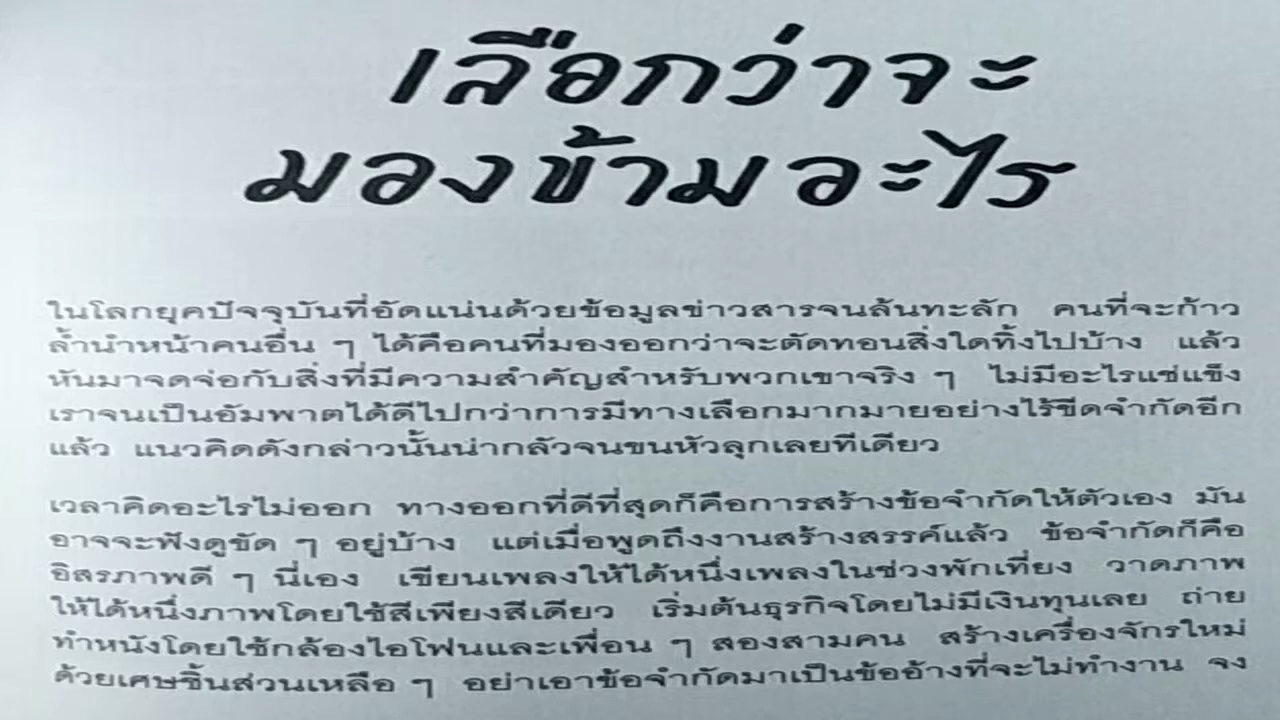 เลือกว่าจะ
มองข้ามอะไร
ในโลกยุคปัจจุบันที่อัดแน่นด้วยข้อมูลข่าวสารจนล้นทะลัก คนที่จะก้าว
ล้ำนำหน้าคนอื่น ๆ ได้คือคนที่มองออกว่าจะตัดทอนสิ่งใดทิ้งไปบ้าง แล้ว
หันมาจดจ่อกับสิ่งที่มีความสำคัญสำหรับพวกเขาจริง ๆ ไม่มีอะไรแช่แข็ง
เราจนเป็นอัมพาตได้ดีไปกว่าการมีทางเลือกมากมายอย่างไร้ขีดจำกัดอีก
แล้ว แนวคิดดังกล่าวนั้นน่ากลัวจนขนหัวลุกเลยทีเดียว
เวลาคิดอะไรไม่ออก ทางออกที่ดีที่สุดก็คือการสร้างข้อจำกัดให้ตัวเอง มัน
อาจจะฟังดูขัด ๆ อยู่บ้าง แต่เมื่อพูดถึงงานสร้างสรรค์แล้ว ข้อจำกัดก็คือ
อิสรภาพดี ๆ นี่เอง เขียนเพลงให้ได้หนึ่งเพลงในช่วงพักเที่ยง วาดภาพ
ให้ได้หนึ่งภาพโดยใช้สีเพียงสีเดียว เริ่มต้นธุรกิจโดยไม่มีเงินทุนเลย ถ่าย
ทำหนังโดยใช้กล้องไอโฟนและเพื่อน ๆ สองสามคน สร้างเครื่องจักรใหม่
ด้วยเศษชิ้นส่วนเหลือ ๆ อย่าเอาข้อจำกัดมาเป็นข้ออ้างที่จะไม่ทำงาน จง